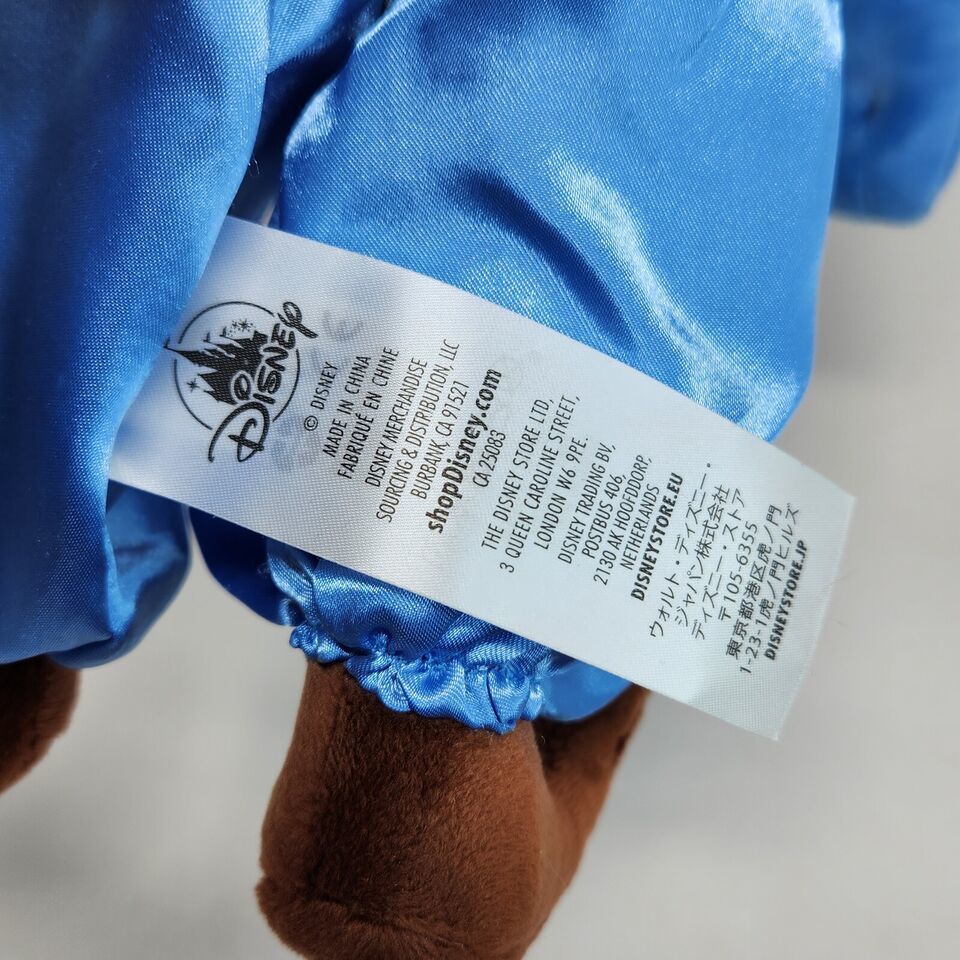 Disney
© DISNEY
MADE IN CHINA
FABRIQUÉ EN CHINE
DISNEY MERCHANDISE
SOURCING & DISTRIBUTION, LLC
BURBANK, CA 91521
shopDisney.com
CA 25083
THE DISNEY STORE LTD,
3 QUEEN CAROLINE STREET,
LONDON W6 9PE.
DISNEY TRADING BV,
POSTBUS 406,
2130 AK HOOFDDORP,
NETHERLANDS
DISNEYSTORE.EU
ウォルト・ディズニー・
ジャパン株式会社
ディズニー・ストア
〒105-6355
東京都港区虎ノ門
1-23-1虎ノ門ヒルズ
DISNEYSTORE.JP